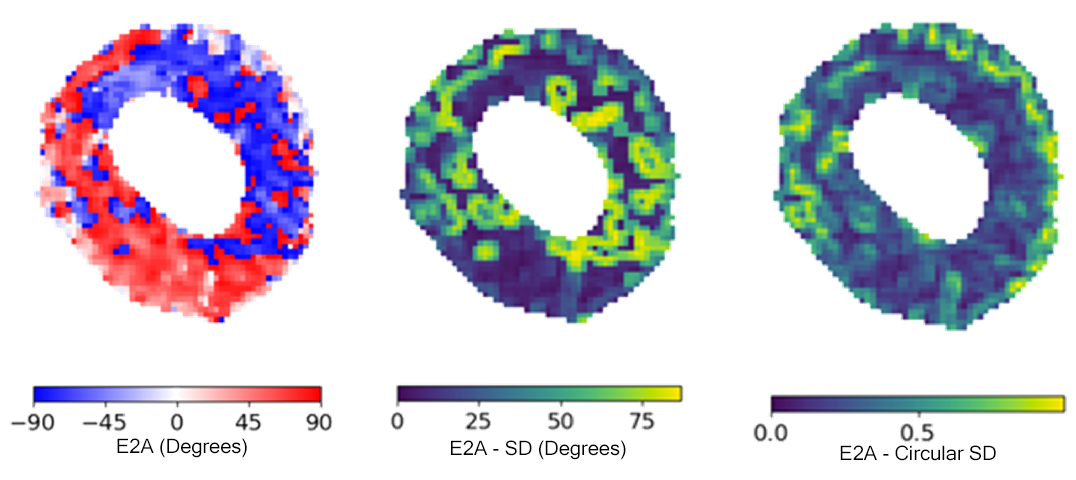 −90 −45 0 45 90
E2A (Degrees)
0 25 50 75
E2A - SD (Degrees)
0.0 0.5
E2A - Circular SD